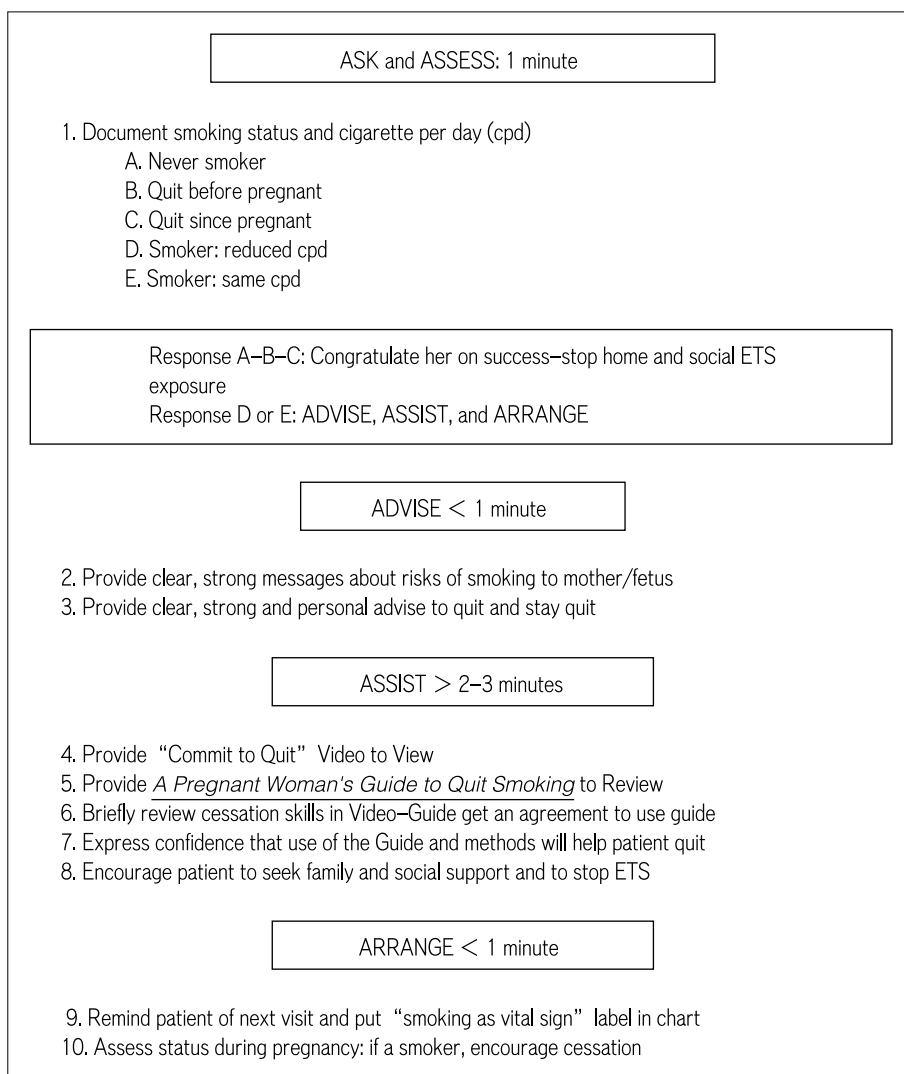 ASK and ASSESS: 1 minute
1. Document smoking status and cigarette per day (cpd)
A. Never smoker
B. Quit before pregnant
C. Quit since pregnant
D. Smoker: reduced cpd
E. Smoker: same cpd
Response A–B–C: Congratulate her on success–stop home and social ETS
exposure
Response D or E: ADVISE, ASSIST, and ARRANGE
ADVISE < 1 minute
2. Provide clear, strong messages about risks of smoking to mother/fetus
3. Provide clear, strong and personal advise to quit and stay quit
ASSIST > 2–3 minutes
4. Provide “Commit to Quit” Video to View
5. Provide A Pregnant Woman's Guide to Quit Smoking to Review
6. Briefly review cessation skills in Video–Guide get an agreement to use guide
7. Express confidence that use of the Guide and methods will help patient quit
8. Encourage patient to seek family and social support and to stop ETS
ARRANGE < 1 minute
9. Remind patient of next visit and put “smoking as vital sign” label in chart
10. Assess status during pregnancy: if a smoker, encourage cessation